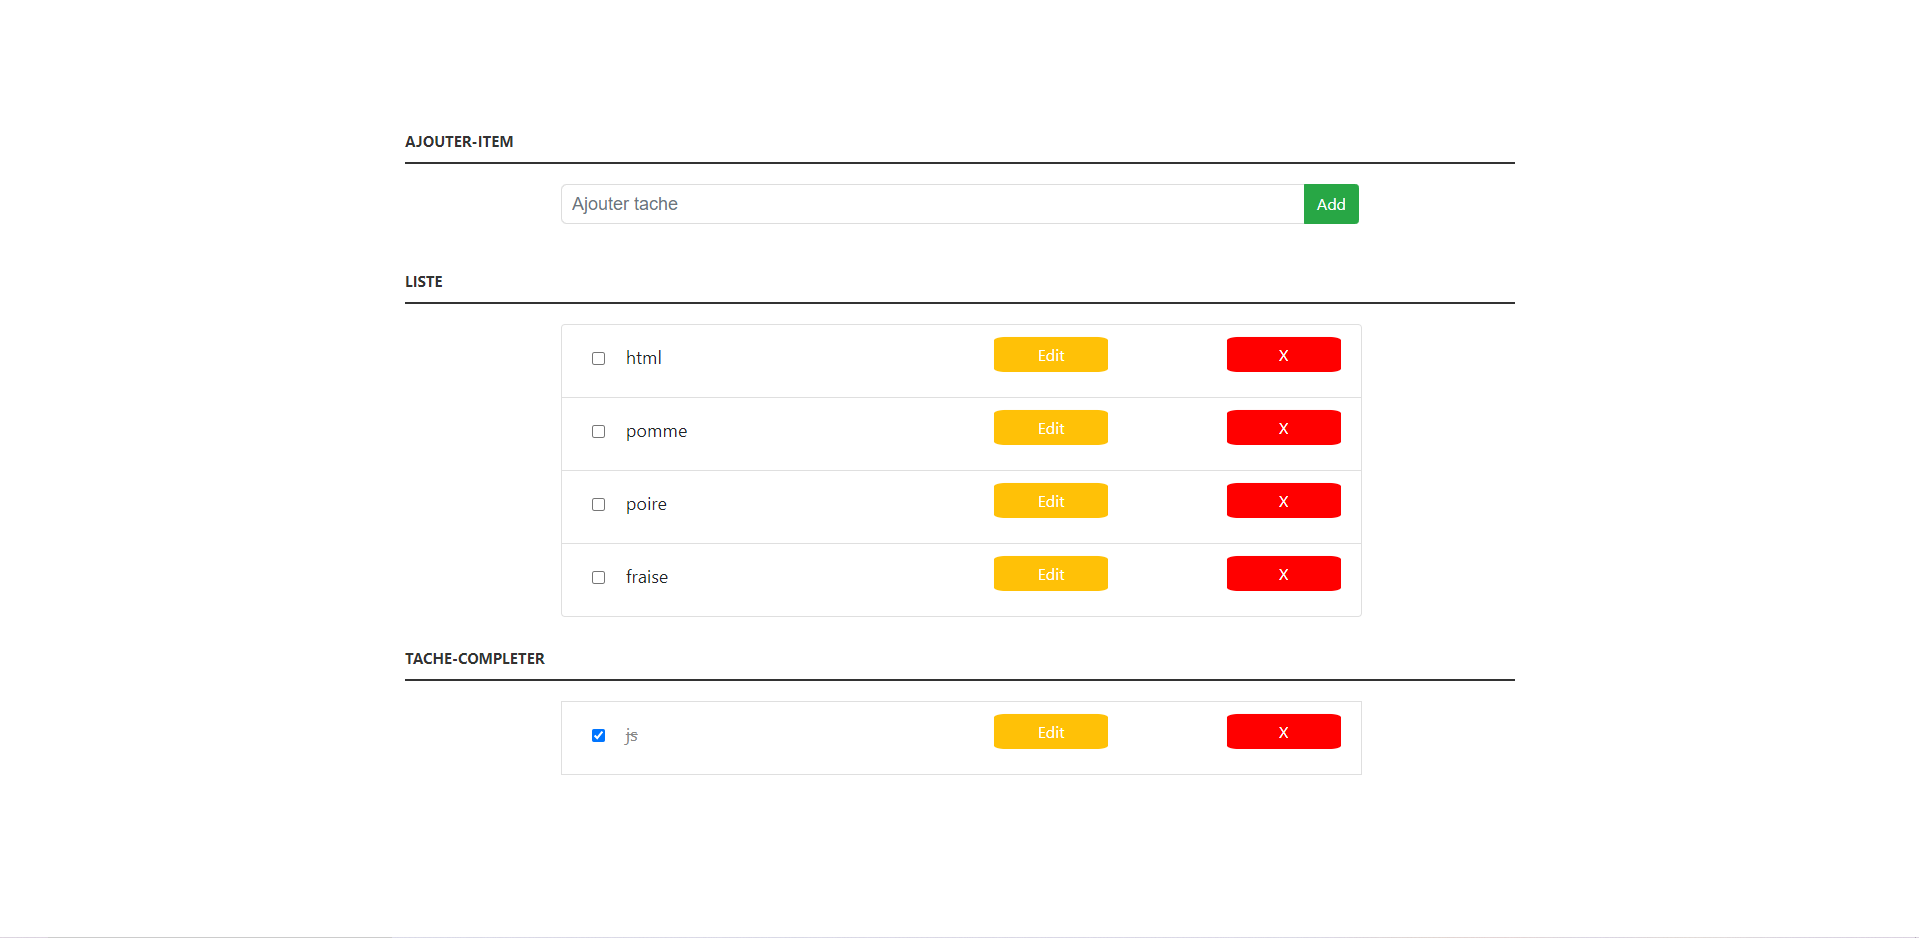 AJOUTER-ITEM
Ajouter tache Add
LISTE
html Edit X
pomme Edit X
poire Edit X
fraise Edit X
TACHE-COMPLETER
js Edit X